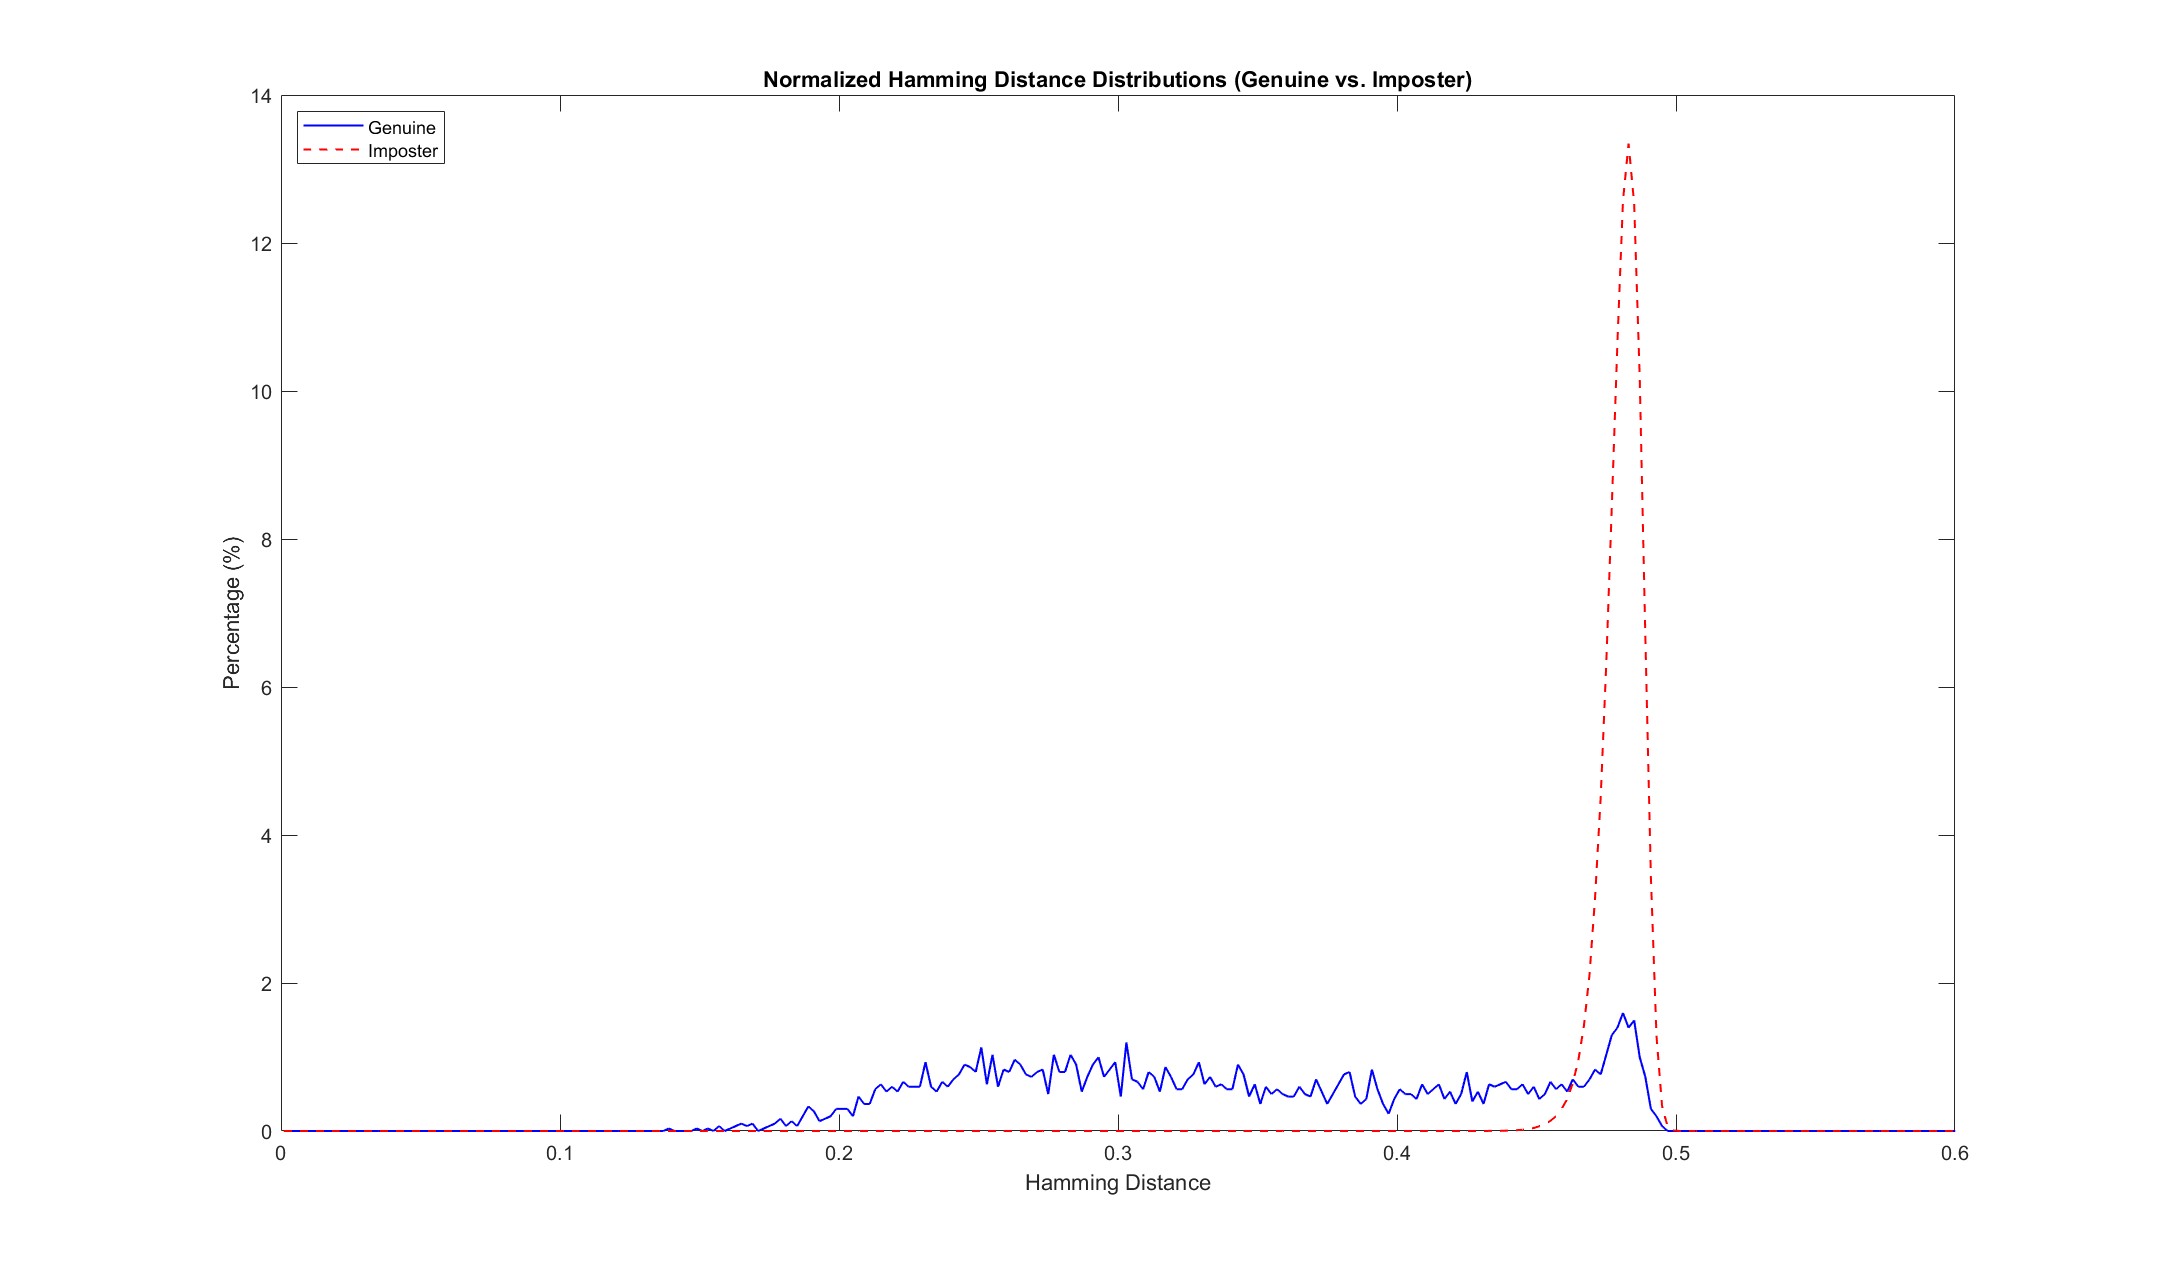 Normalized Hamming Distance Distributions (Genuine vs. Imposter)
Genuine
Imposter
14
12
10
8
6
4
2
0
Percentage (%)
0 0.1 0.2 0.3 0.4 0.5 0.6
Hamming Distance